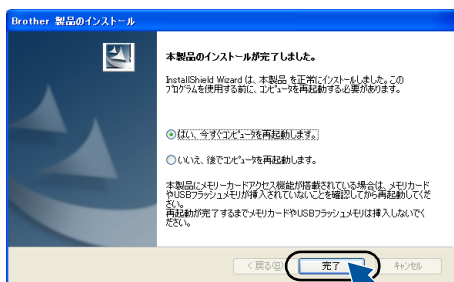 Brother 製品のインストール
本製品のインストールが完了しました。
InstallShield Wizard は、本製品 を正常にインストールしました。この
プログラムを使用する前に、コンピュータを再起動する必要があります。
はい、今すぐコンピュータを再起動します。
いいえ、後でコンピュータを再起動します。
本製品にメモリーカードアクセス機能が搭載されている場合は、メモリカード
やUSBフラッシュメモリが挿入されていないことを確認してから再起動してくだ
さい。
再起動が完了するまでメモリカードやUSBフラッシュメモリは挿入しないでく
ださい。
< 戻る(B) 完了 キャンセル